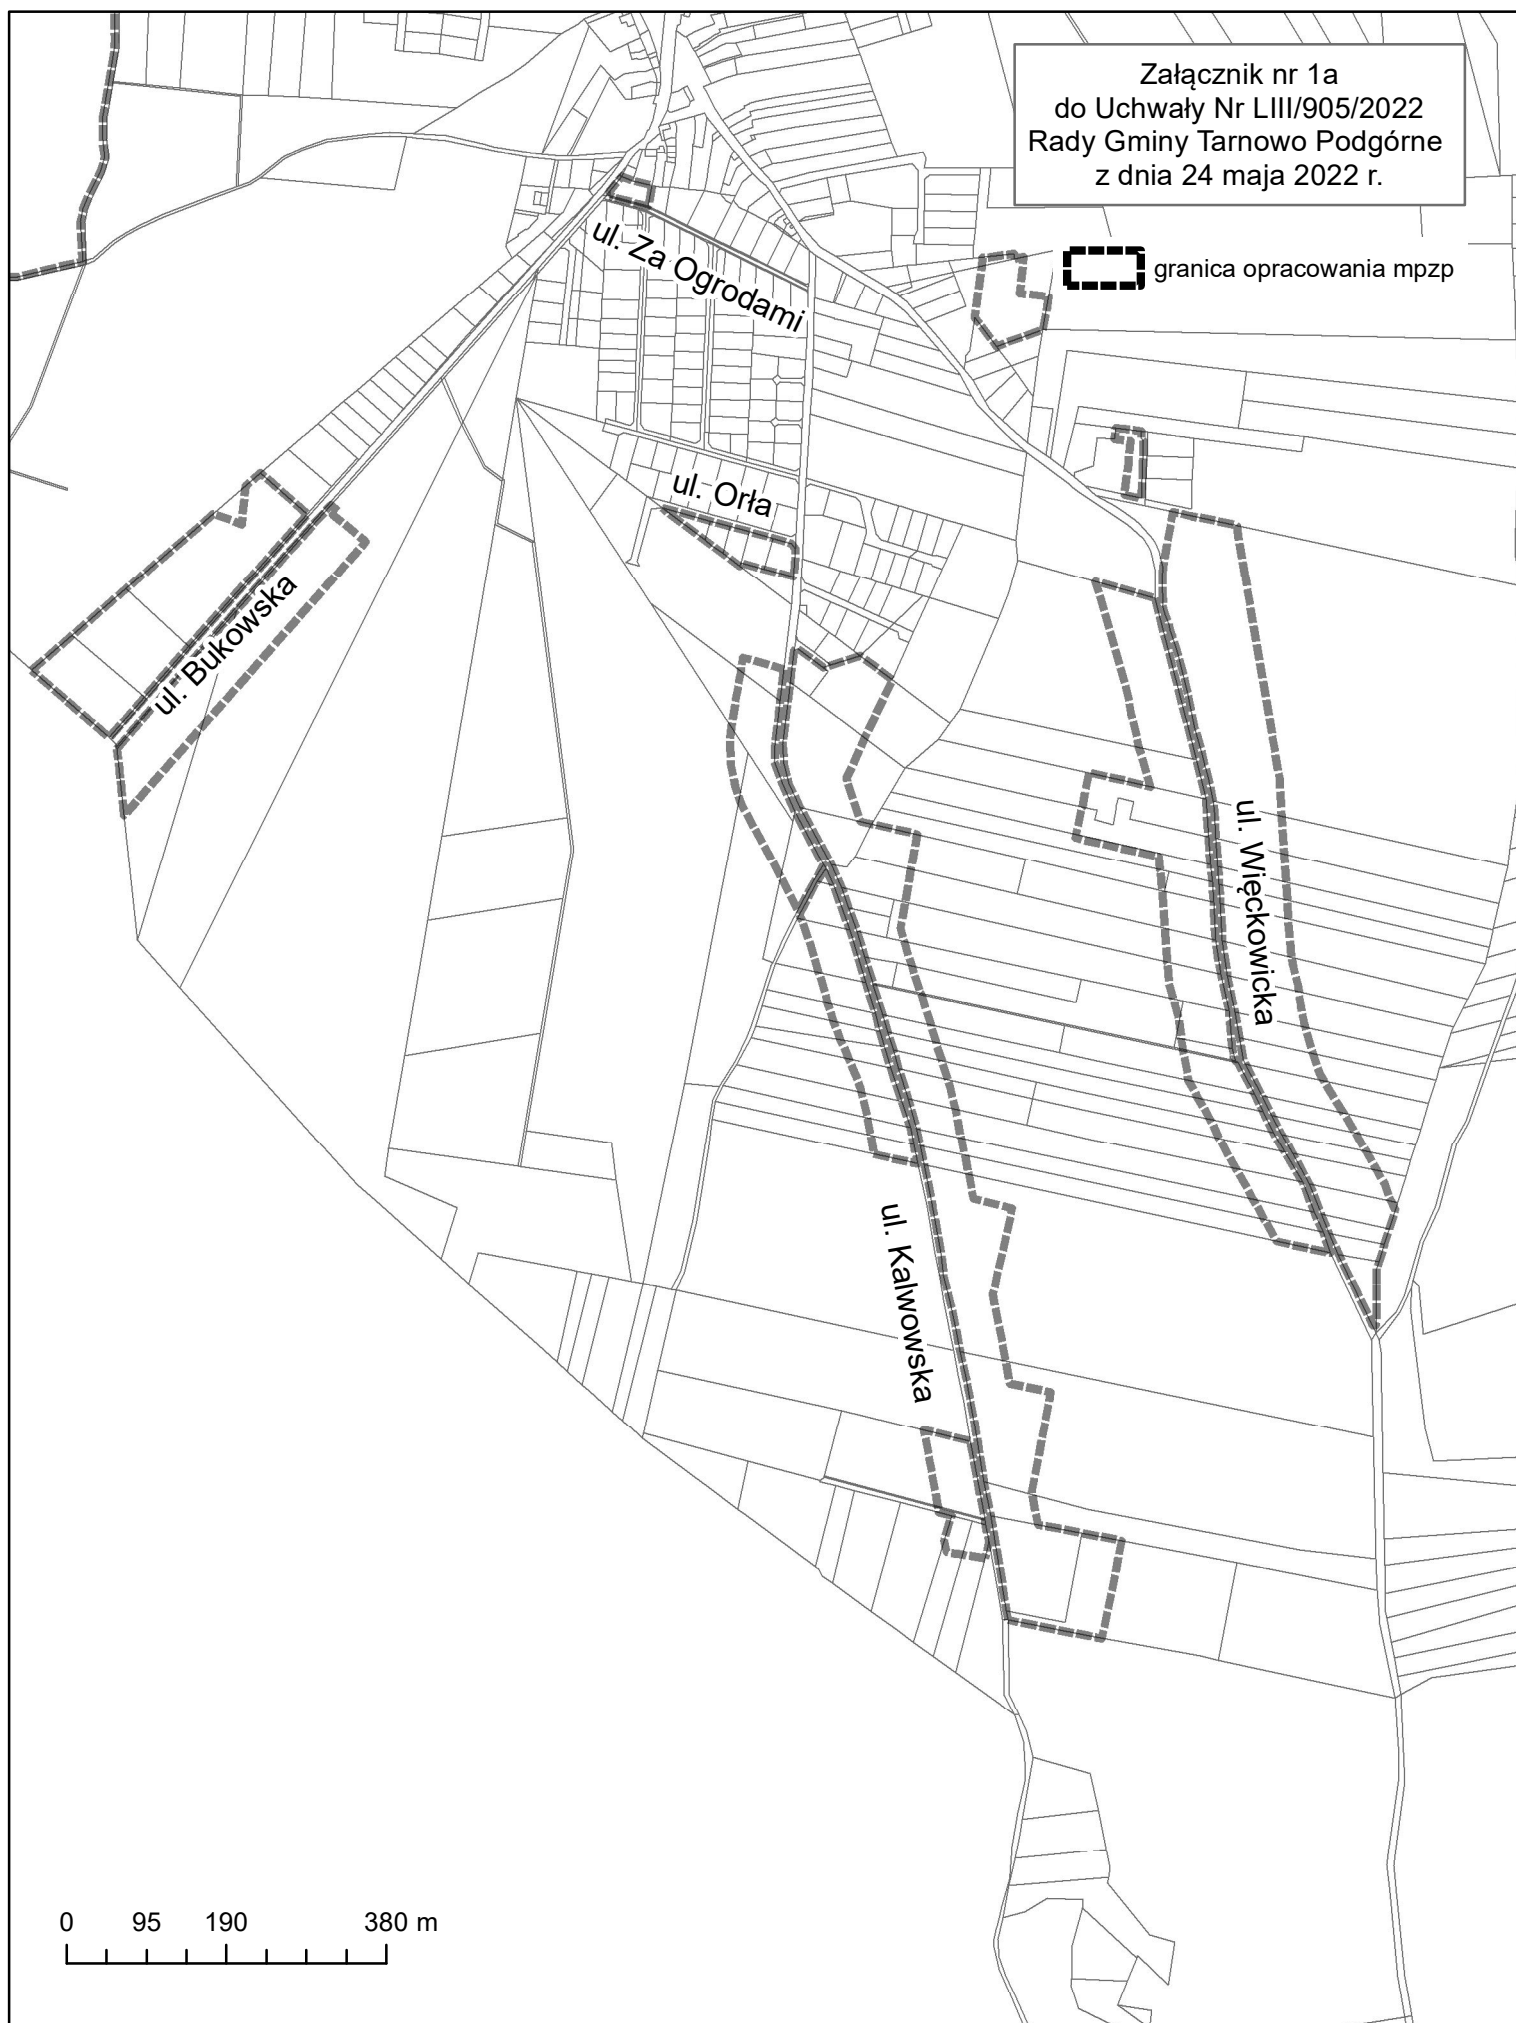 Załącznik nr 1a
do Uchwały Nr LIII/905/2022
Rady Gminy Tarnowo Podgórne
z dnia 24 maja 2022 r.
granica opracowania mpzp
ul. Za Ogrodami
ul. Orła
ul. Bukowska
ul. Więckowicka
ul. Kalwowska
0 95 190 380 m